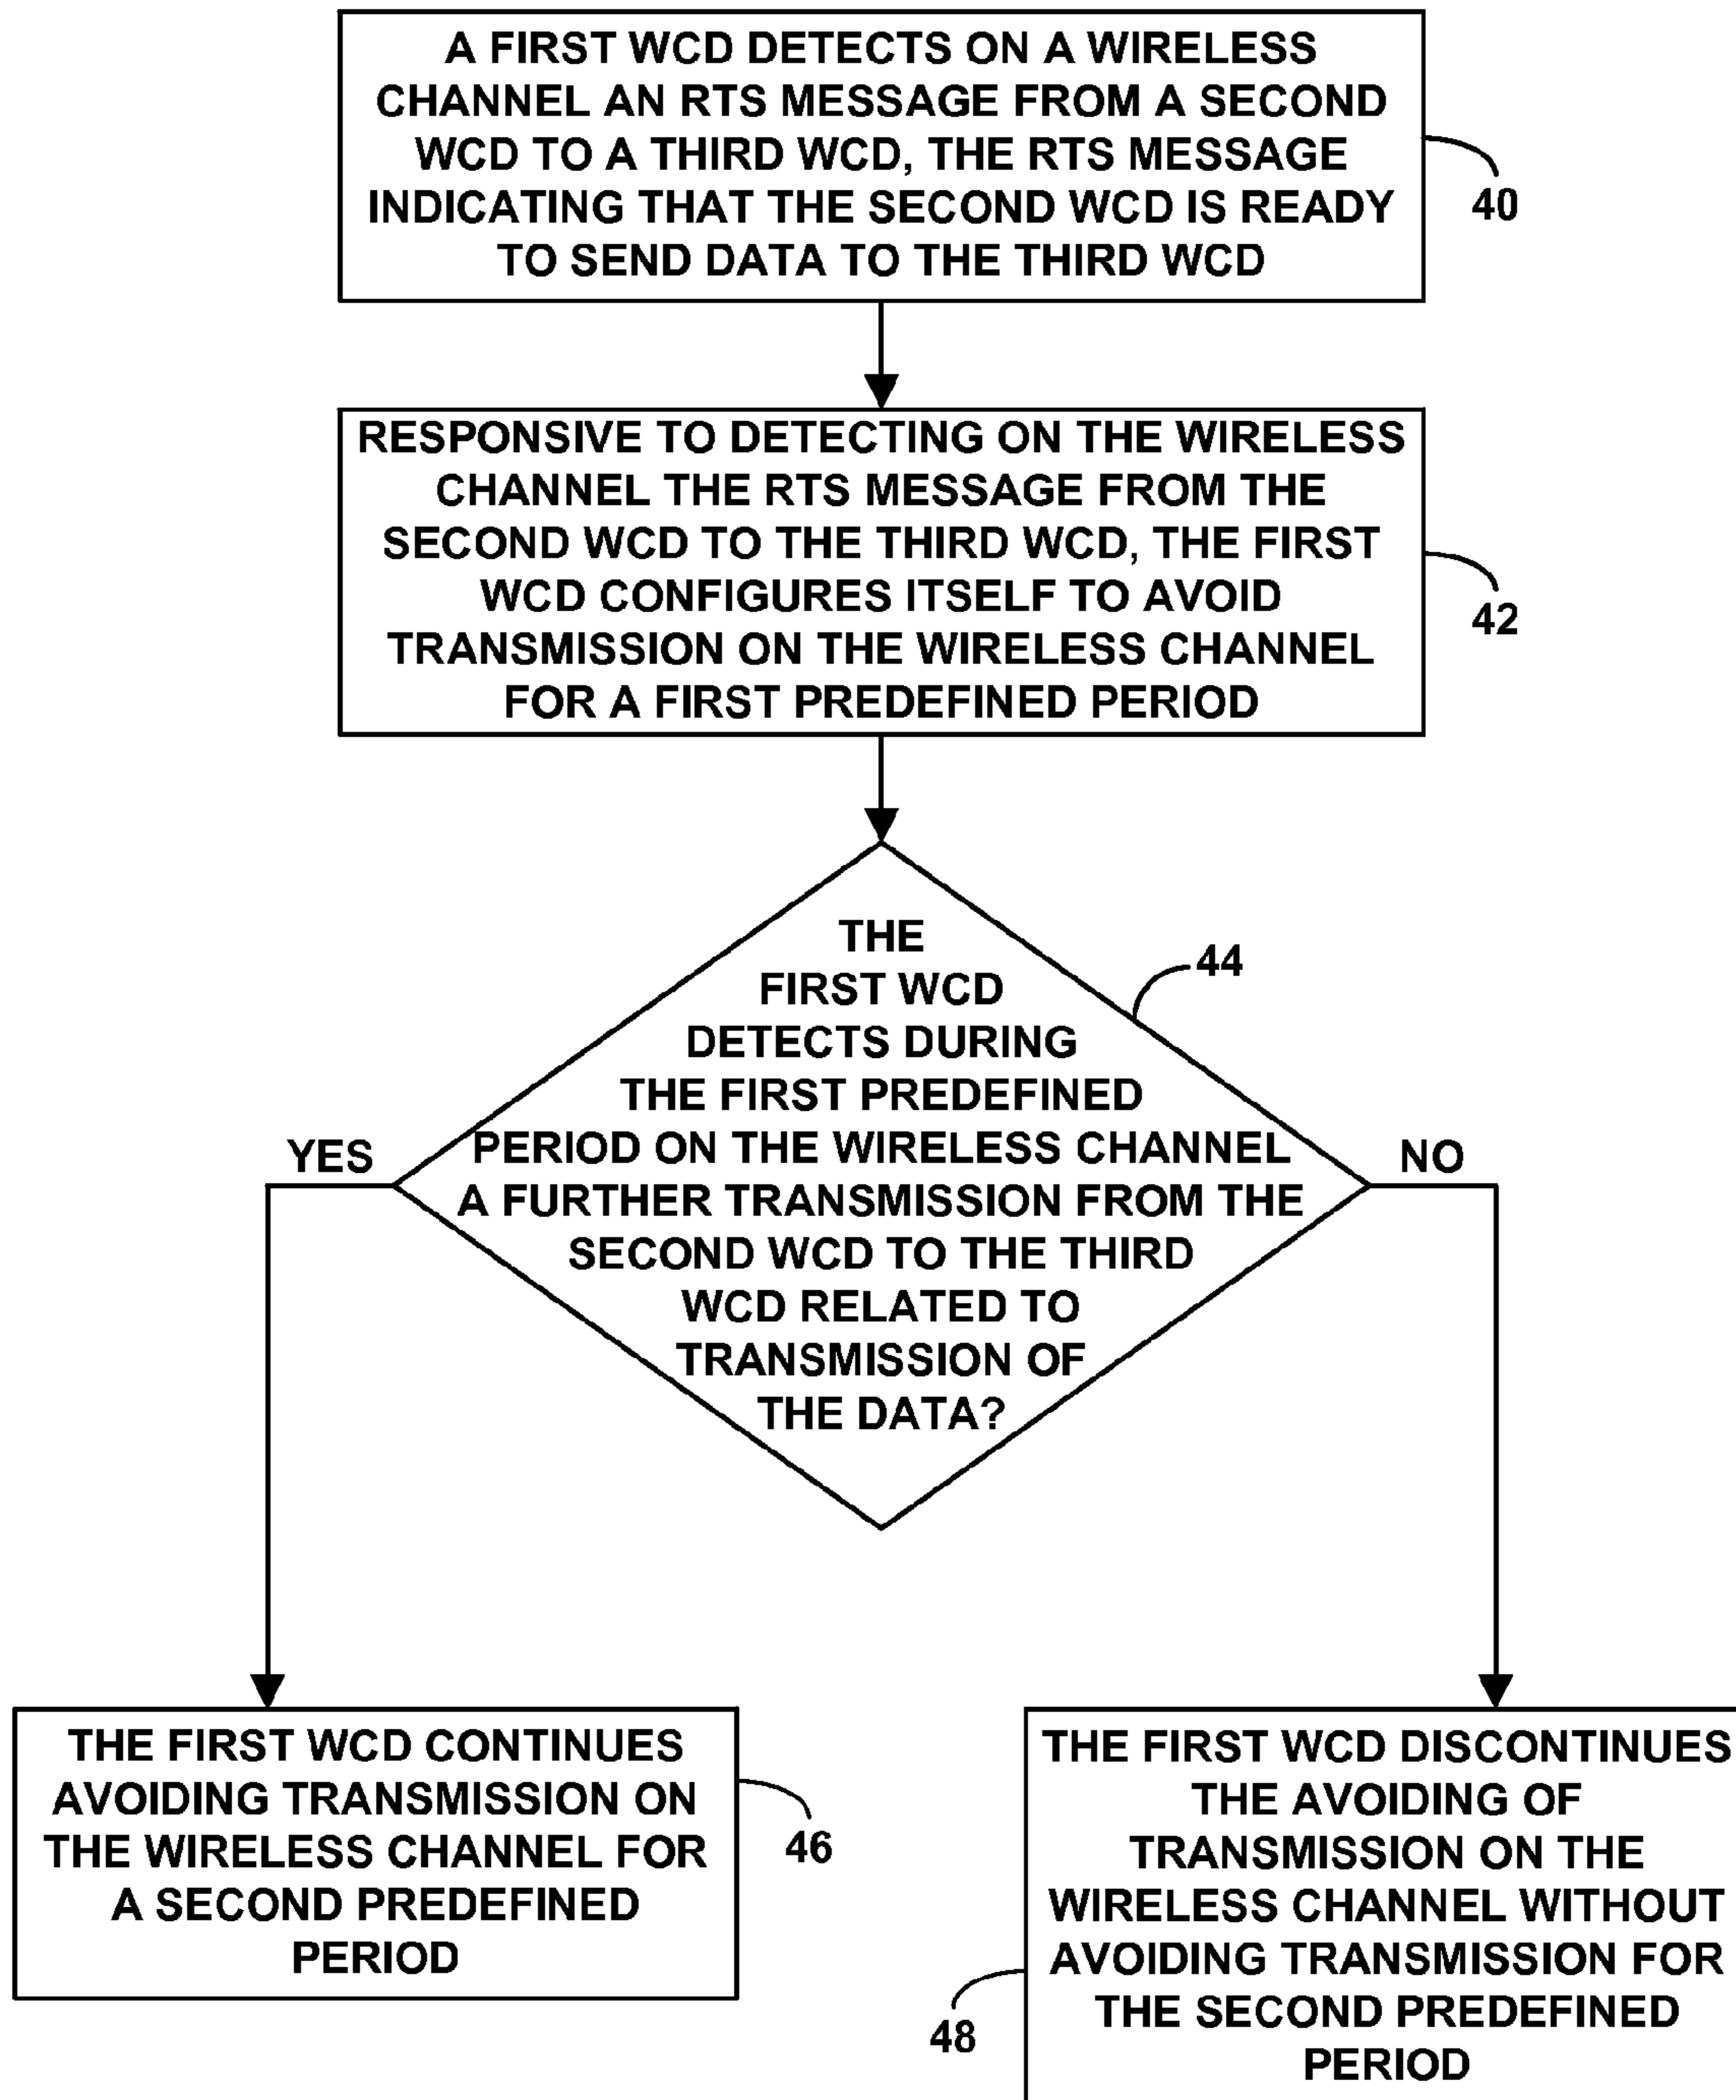 A FIRST WCD DETECTS ON A WIRELESS
CHANNEL AN RTS MESSAGE FROM A SECOND
WCD TO A THIRD WCD, THE RTS MESSAGE
INDICATING THAT THE SECOND WCD IS READY
TO SEND DATA TO THE THIRD WCD
40
RESPONSIVE TO DETECTING ON THE WIRELESS
CHANNEL THE RTS MESSAGE FROM THE
SECOND WCD TO THE THIRD WCD, THE FIRST
WCD CONFIGURES ITSELF TO AVOID
TRANSMISSION ON THE WIRELESS CHANNEL
FOR A FIRST PREDEFINED PERIOD
42
THE
FIRST WCD
DETECTS DURING
THE FIRST PREDEFINED
PERIOD ON THE WIRELESS CHANNEL
A FURTHER TRANSMISSION FROM THE
SECOND WCD TO THE THIRD
WCD RELATED TO
TRANSMISSION OF
THE DATA?
44
YES
NO
THE FIRST WCD CONTINUES
AVOIDING TRANSMISSION ON
THE WIRELESS CHANNEL FOR
A SECOND PREDEFINED
PERIOD
46
THE FIRST WCD DISCONTINUES
THE AVOIDING OF
TRANSMISSION ON THE
WIRELESS CHANNEL WITHOUT
AVOIDING TRANSMISSION FOR
THE SECOND PREDEFINED
PERIOD
48